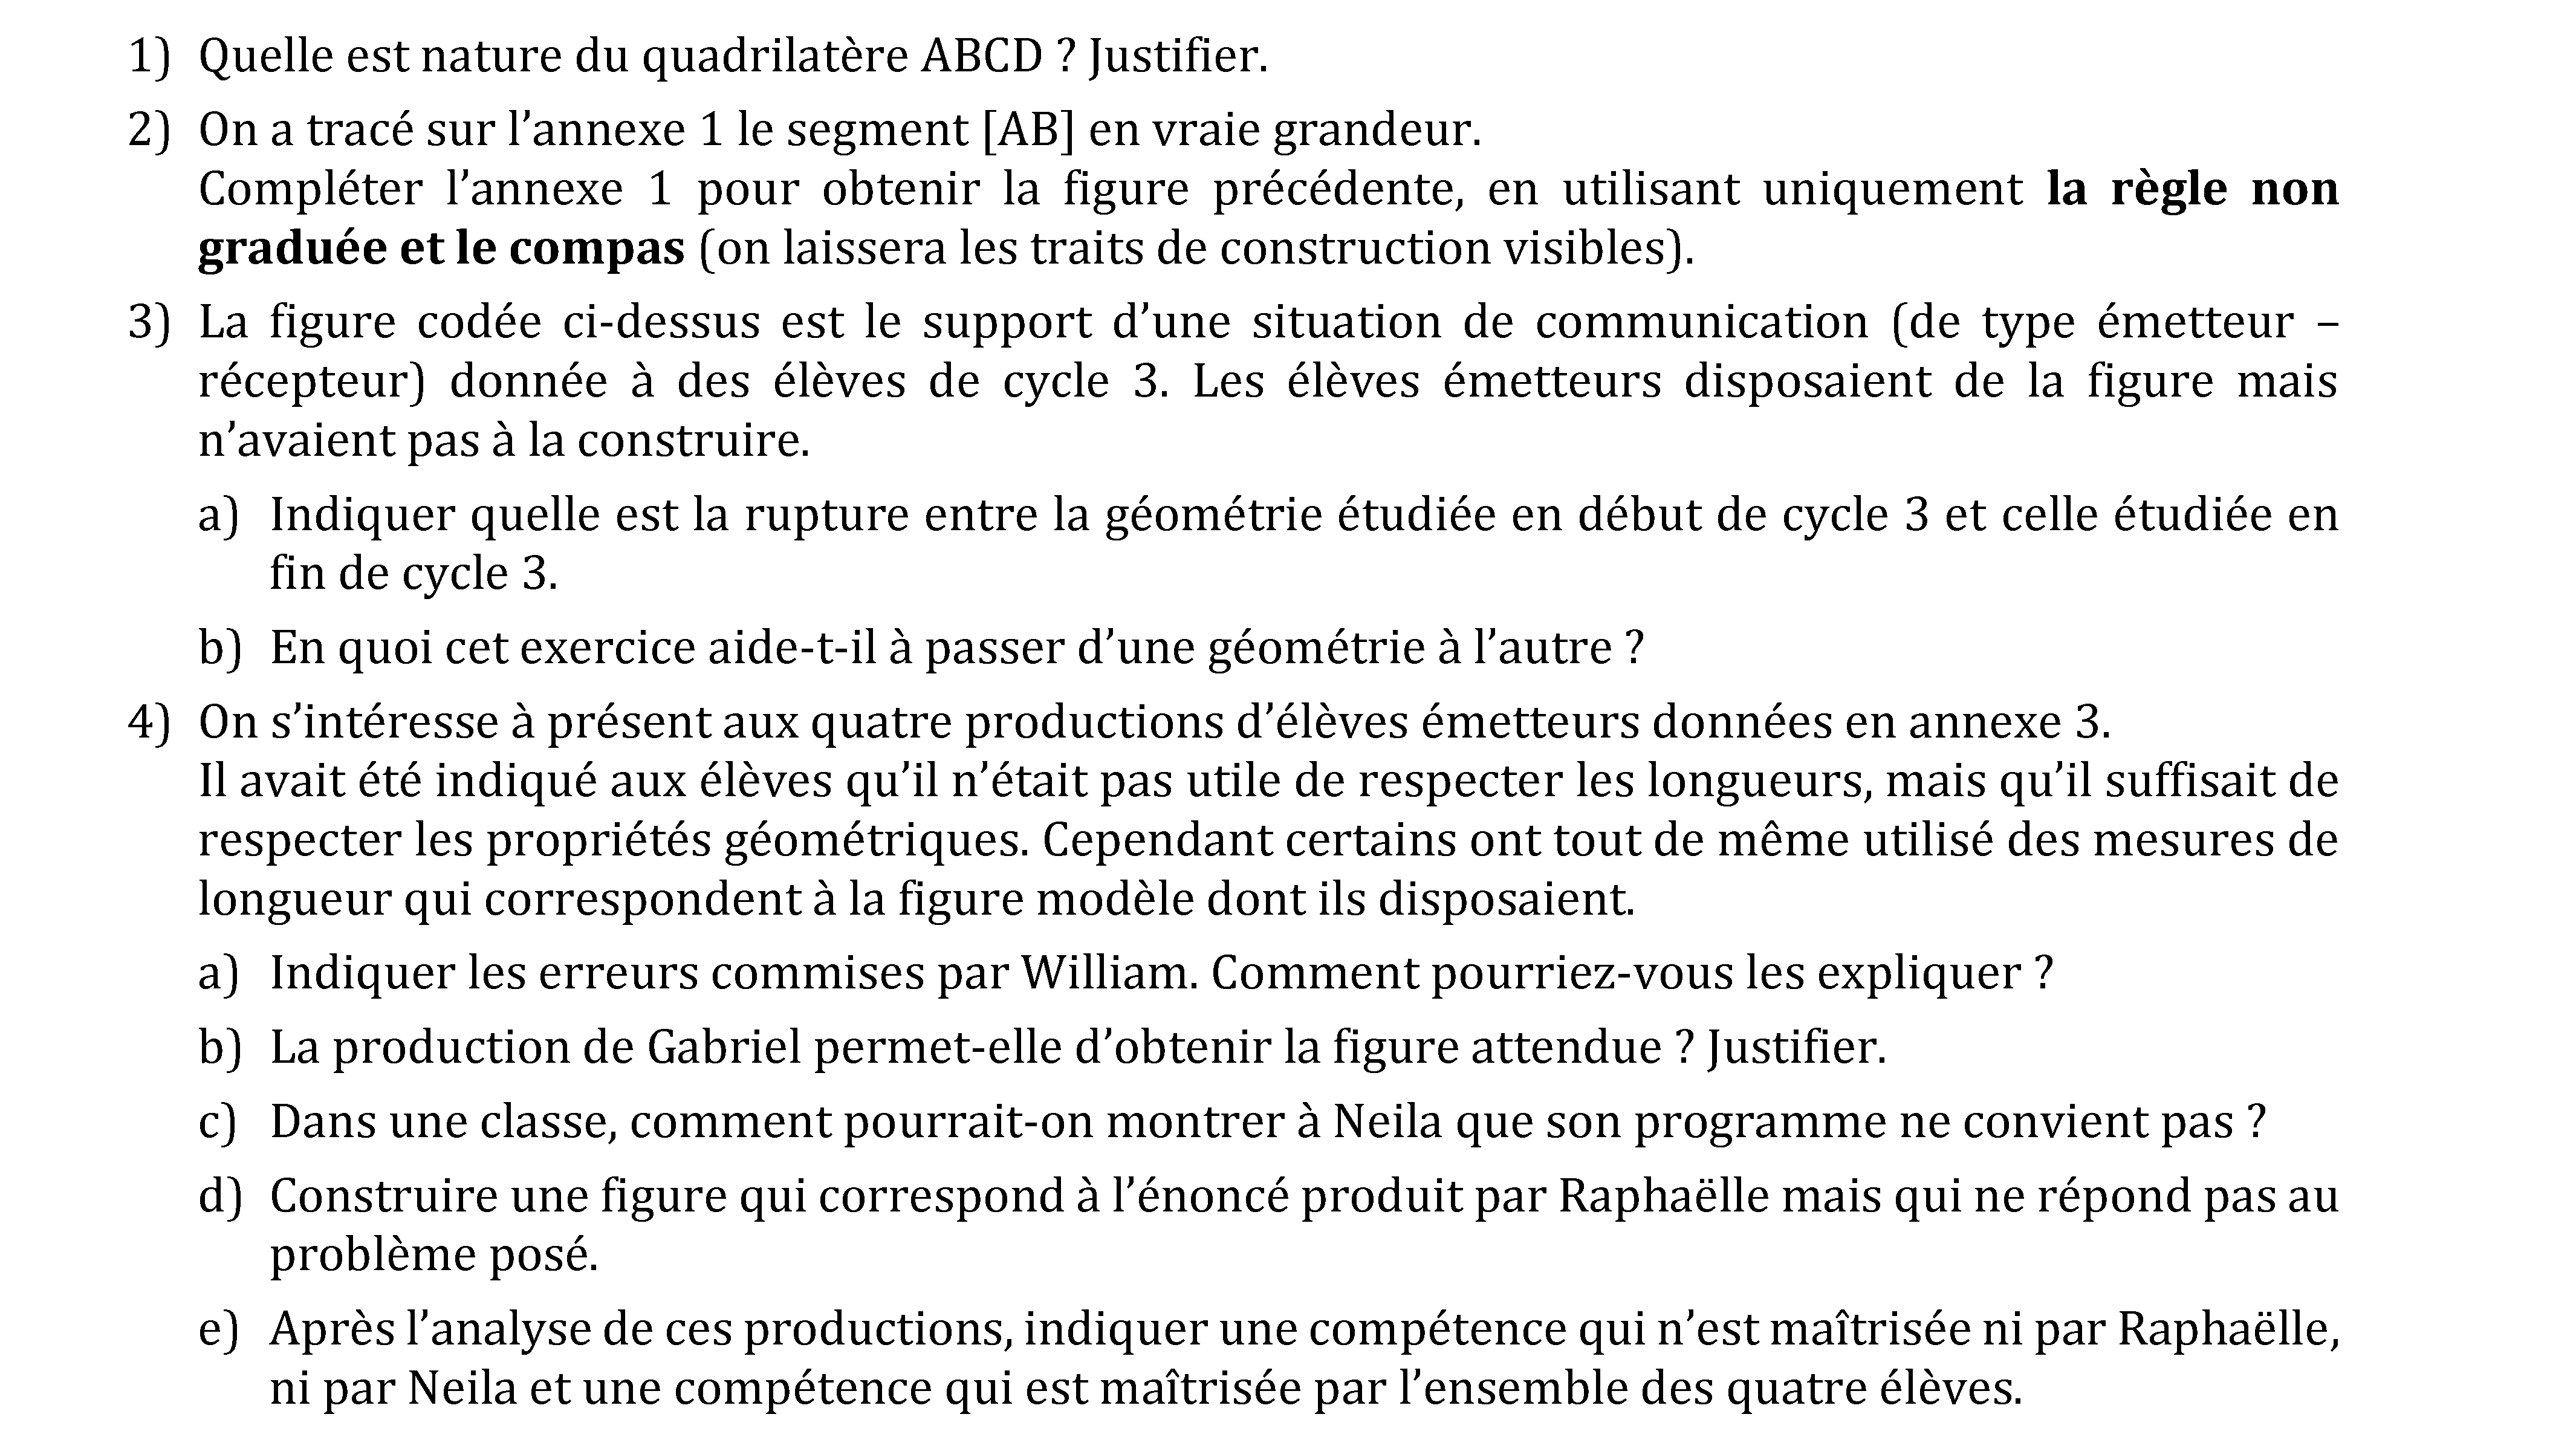 1) Quelle est nature du quadrilatère ABCD ? Justifier.
2) On a tracé sur l’annexe 1 le segment [AB] en vraie grandeur.
Compléter l’annexe 1 pour obtenir la figure précédente, en utilisant uniquement la règle non
graduée et le compas (on laissera les traits de construction visibles).
3) La figure codée ci-dessus est le support d’une situation de communication (de type émetteur –
récepteur) donnée à des élèves de cycle 3. Les élèves émetteurs disposaient de la figure mais
n’avaient pas à la construire.
a) Indiquer quelle est la rupture entre la géométrie étudiée en début de cycle 3 et celle étudiée en
fin de cycle 3.
b) En quoi cet exercice aide-t-il à passer d’une géométrie à l’autre ?
4) On s’intéresse à présent aux quatre productions d’élèves émetteurs données en annexe 3.
Il avait été indiqué aux élèves qu’il n’était pas utile de respecter les longueurs, mais qu’il suffisait de
respecter les propriétés géométriques. Cependant certains ont tout de même utilisé des mesures de
longueur qui correspondent à la figure modèle dont ils disposaient.
a) Indiquer les erreurs commises par William. Comment pourriez-vous les expliquer ?
b) La production de Gabriel permet-elle d’obtenir la figure attendue ? Justifier.
c) Dans une classe, comment pourrait-on montrer à Neila que son programme ne convient pas ?
d) Construire une figure qui correspond à l’énoncé produit par Raphaëlle mais qui ne répond pas au
problème posé.
e) Après l’analyse de ces productions, indiquer une compétence qui n’est maîtrisée ni par Raphaëlle,
ni par Neila et une compétence qui est maîtrisée par l’ensemble des quatre élèves.